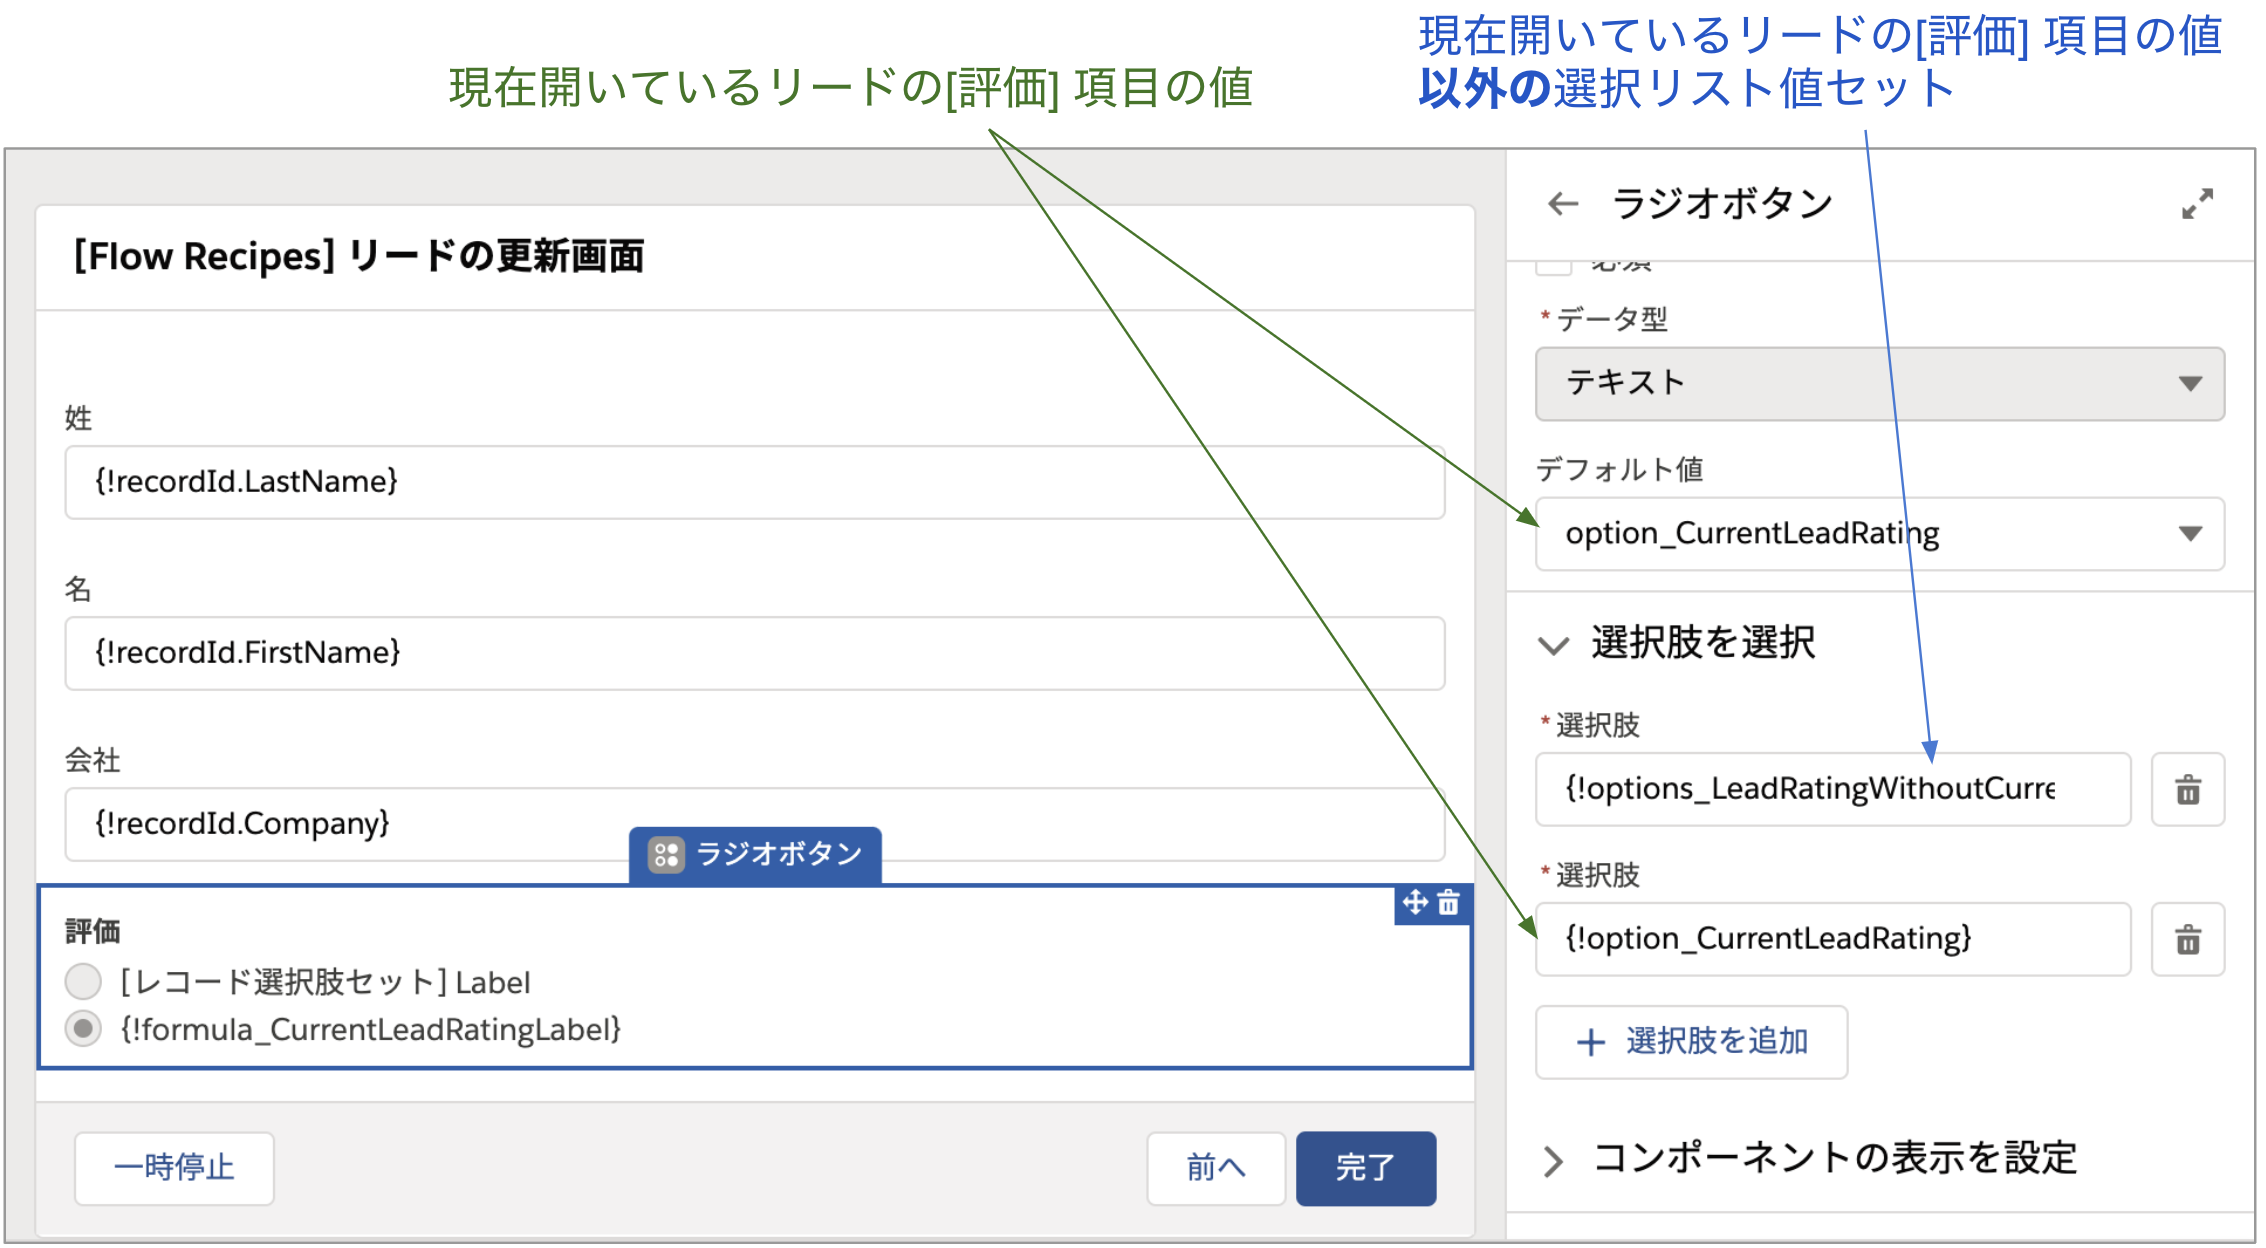 現在開いているリードの[評価] 項目の値
現在開いているリードの[評価] 項目の値
以外の選択リスト値セット
[Flow Recipes] リードの更新画面
姓
{!recordId.LastName}
名
{!recordId.FirstName}
会社
{!recordId.Company}
ラジオボタン
評価
[レコード選択肢セット] Label
{!formula_CurrentLeadRatingLabel}
一時停止
前へ
完了
ラジオボタン
必須
* データ型
テキスト
デフォルト値
option_CurrentLeadRating
選択肢を選択
* 選択肢
{!options_LeadRatingWithoutCurre
* 選択肢
{!option_CurrentLeadRating}
+ 選択肢を追加
コンポーネントの表示を設定